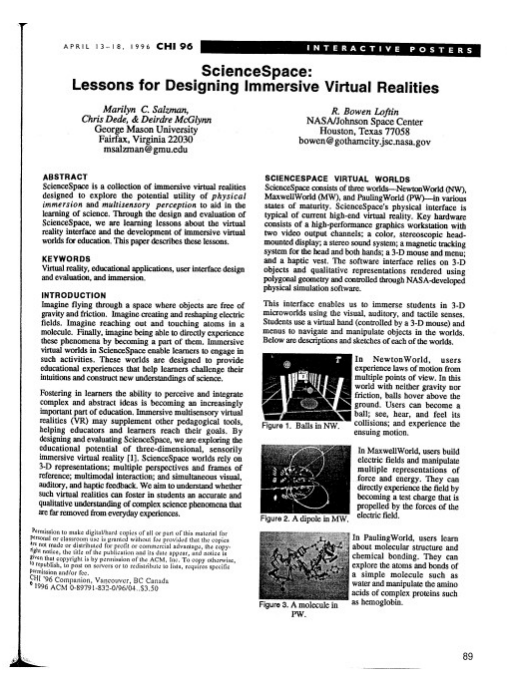 APRIL 13-18, 1996 CHI 96
INTERACTIVE POSTERS
ScienceSpace:
Lessons for Designing Immersive Virtual Realities
Marilyn C. Salzman,
Chris Dede, & Deirdre McGlynn
George Mason University
Fairfax, Virginia 22030
msalzman@gmu.edu
R. Bowen Loftin
NASA/Johnson Space Center
Houston, Texas 77058
bowen@gothamcity.jsc.nasa.gov
ABSTRACT
ScienceSpace is a collection of immersive virtual realities
designed to explore the potential utility of physical
immersion and multisensory perception to aid in the
learning of science. Through the design and evaluation of
ScienceSpace, we are learning lessons about the virtual
reality interface and the development of immersive virtual
worlds for education. This paper describes these lessons.
KEYWORDS
Virtual reality, educational applications, user interface design
and evaluation, and immersion.
INTRODUCTION
Imagine flying through a space where objects are free of
gravity and friction. Imagine creating and reshaping electric
fields. Imagine reaching out and touching atoms in a
molecule. Finally, imagine being able to directly experience
these phenomena by becoming a part of them. Immersive
virtual worlds in ScienceSpace enable learners to engage in
such activities. These worlds are designed to provide
educational experiences that help learners challenge their
intuitions and construct new understandings of science.
Fostering in learners the ability to perceive and integrate
complex and abstract ideas is becoming an increasingly
important part of education. Immersive multisensory virtual
realities (VR) may supplement other pedagogical tools,
helping educators and learners reach their goals. By
designing and evaluating ScienceSpace, we are exploring the
educational potential of three-dimensional, sensorily
immersive virtual reality [1]. ScienceSpace worlds rely on
3-D representations; multiple perspectives and frames of
reference; multimodal interaction; and simultaneous visual,
auditory, and haptic feedback. We aim to understand whether
such virtual realities can foster in students an accurate and
qualitative understanding of complex science phenomena that
are far removed from everyday experiences.
Permission to make digital/hard copies of all or part of this material for
personal or classroom use is granted without fee provided that the copies
are not made or distributed for profit or commercial advantage, the copy-
right notice, the title of the publication and its date appear, and notice is
given that copyright is by permission of the ACM, Inc. To copy otherwise,
to republish, to post on servers or to redistribute to lists, requires specific
permission and/or fee.
CHI '96 Companion, Vancouver, BC Canada
© 1996 ACM 0-89791-832-0/96/04..$3.50
SCIENCESPACE VIRTUAL WORLDS
ScienceSpace consists of three worlds—NewtonWorld (NW),
MaxwellWorld (MW), and PaulingWorld (PW)—in various
states of maturity. ScienceSpace's physical interface is
typical of current high-end virtual reality. Key hardware
consists of a high-performance graphics workstation with
two video output channels; a color, stereoscopic head-
mounted display; a stereo sound system; a magnetic tracking
system for the head and both hands; a 3-D mouse and menu;
and a haptic vest. The software interface relies on 3-D
objects and qualitative representations rendered using
polygonal geometry and controlled through NASA-developed
physical simulation software.
This interface enables us to immerse students in 3-D
microworlds using the visual, auditory, and tactile senses.
Students use a virtual hand (controlled by a 3-D mouse) and
menus to navigate and manipulate objects in the worlds.
Below are descriptions and sketches of each of the worlds.
In NewtonWorld, users
experience laws of motion from
multiple points of view. In this
world with neither gravity nor
friction, balls hover above the
ground. Users can become a
ball; see, hear, and feel its
collisions; and experience the
ensuing motion.
Figure 1. Balls in NW.
In MaxwellWorld, users build
electric fields and manipulate
multiple representations of
force and energy. They can
directly experience the field by
becoming a test charge that is
propelled by the forces of the
electric field.
Figure 2. A dipole in MW.
In PaulingWorld, users learn
about molecular structure and
chemical bonding. They can
explore the atoms and bonds of
a simple molecule such as
water and manipulate the amino
acids of complex proteins such
as hemoglobin.
Figure 3. A molecule in
PW.
89